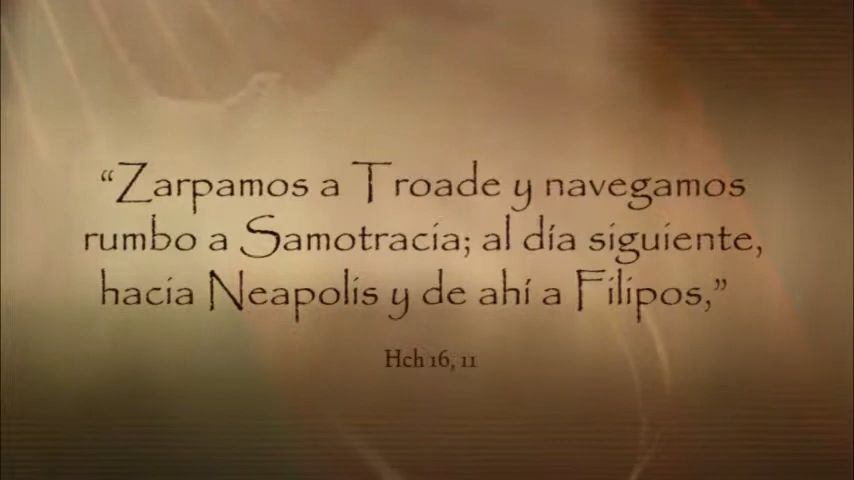 “Zarpamos a Troade y navegamos
rumbo a Samotracia; al día siguiente,
hacia Neapolis y de ahí a Filipos,”
Hch 16, 11